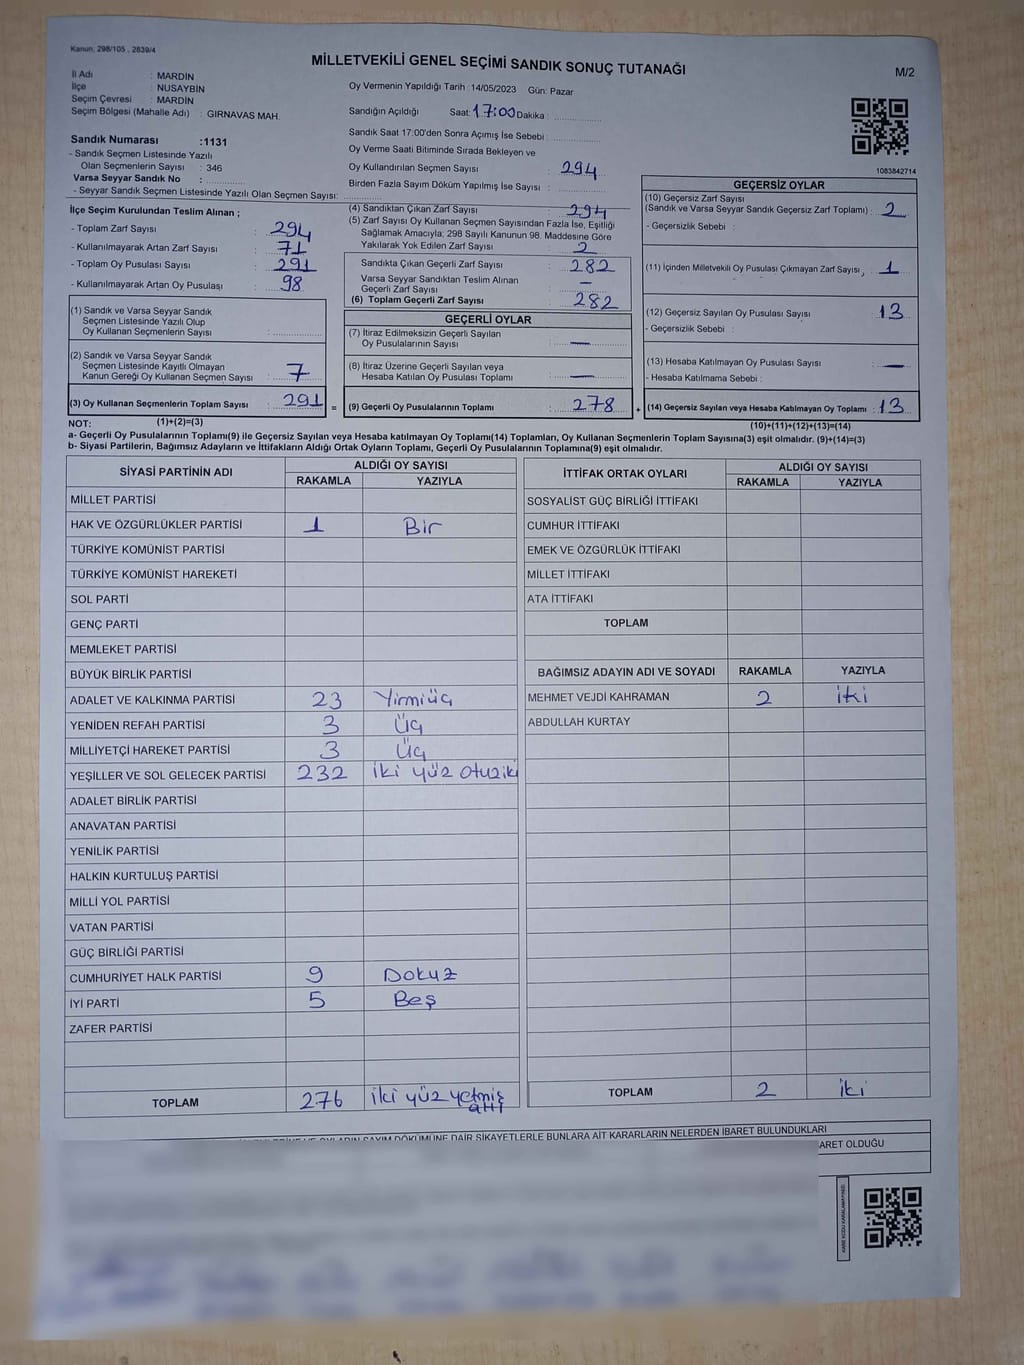 Kanun, 298/105 , 2839/4
MİLLETVEKİLİ GENEL SEÇİMİ SANDIK SONUÇ TUTANAĞI
M/2
İl Adı : MARDİN
İlçe : NUSAYBİN
Seçim Çevresi : MARDİN
Seçim Bölgesi (Mahalle Adı) : GIRNAVAS MAH.
Sandık Numarası :1131
- Sandık Seçmen Listesinde Yazılı
Olan Seçmenlerin Sayısı : 346
Varsa Seyyar Sandık No :
- Seyyar Sandık Seçmen Listesinde Yazılı Olan Seçmen Sayısı:
Oy Vermenin Yapıldığı Tarih :14/05/2023 Gün: Pazar
Sandığın Açıldığı Saat: 17:00 Dakika :
Sandık Saat 17:00'den Sonra Açımış İse Sebebi :
Oy Verme Saati Bitiminde Sırada Bekleyen ve
Oy Kullandırılan Seçmen Sayısı : 294
Birden Fazla Sayım Döküm Yapılmış İse Sayısı :
1083842714
İlçe Seçim Kurulundan Teslim Alınan ;
- Toplam Zarf Sayısı : 294
- Kullanılmayarak Artan Zarf Sayısı : 71
- Toplam Oy Pusulası Sayısı : 291
- Kullanılmayarak Artan Oy Pusulası : 98
(1) Sandık ve Varsa Seyyar Sandık
Seçmen Listesinde Yazılı Olup
Oy Kullanan Seçmenlerin Sayısı :
(2) Sandık ve Varsa Seyyar Sandık
Seçmen Listesinde Kayıtlı Olmayan
Kanun Gereği Oy Kullanan Seçmen Sayısı : 7
(3) Oy Kullanan Seçmenlerin Toplam Sayısı : 291 =
(1)+(2)=(3)
(4) Sandıktan Çıkan Zarf Sayısı : 294
(5) Zarf Sayısı Oy Kullanan Seçmen Sayısından Fazla İse, Eşitliği
Sağlamak Amacıyla; 298 Sayılı Kanunun 98. Maddesine Göre
Yakılarak Yok Edilen Zarf Sayısı : 2
Sandıkta Çıkan Geçerli Zarf Sayısı : 282
Varsa Seyyar Sandıktan Teslim Alınan
Geçerli Zarf Sayısı : —
(6) Toplam Geçerli Zarf Sayısı : 282
GEÇERLİ OYLAR
(7) İtiraz Edilmeksizin Geçerli Sayılan
Oy Pusulalarının Sayısı : —
(8) İtiraz Üzerine Geçerli Sayılan veya
Hesaba Katılan Oy Pusulası Toplamı : —
(9) Geçerli Oy Pusulalarının Toplamı : 278 +
GEÇERSİZ OYLAR
(10) Geçersiz Zarf Sayısı
(Sandık ve Varsa Seyyar Sandık Geçersiz Zarf Toplamı) : 2
- Geçersizlik Sebebi :
(11) İçinden Milletvekili Oy Pusulası Çıkmayan Zarf Sayısı : 1
(12) Geçersiz Sayılan Oy Pusulası Sayısı : 13
- Geçersizlik Sebebi :
(13) Hesaba Katılmayan Oy Pusulası Sayısı : —
- Hesaba Katılmama Sebebi :
(14) Geçersiz Sayılan veya Hesaba Katılmayan Oy Toplamı : 13
(10)+(11)+(12)+(13)=(14)
NOT:
a- Geçerli Oy Pusulalarının Toplamı(9) ile Geçersiz Sayılan veya Hesaba katılmayan Oy Toplamı(14) Toplamları, Oy Kullanan Seçmenlerin Toplam Sayısına(3) eşit olmalıdır. (9)+(14)=(3)
b- Siyasi Partilerin, Bağımsız Adayların ve İttifakların Aldığı Ortak Oyların Toplamı, Geçerli Oy Pusulalarının Toplamına(9) eşit olmalıdır.
SİYASİ PARTİNİN ADI ALDIĞI OY SAYISI
RAKAMLA YAZIYLA
MİLLET PARTİSİ
HAK VE ÖZGÜRLÜKLER PARTİSİ 1 Bir
TÜRKİYE KOMÜNİST PARTİSİ
TÜRKİYE KOMÜNİST HAREKETİ
SOL PARTİ
GENÇ PARTİ
MEMLEKET PARTİSİ
BÜYÜK BİRLİK PARTİSİ
ADALET VE KALKINMA PARTİSİ 23 Yirmiüç
YENİDEN REFAH PARTİSİ 3 Üç
MİLLİYETÇİ HAREKET PARTİSİ 3 Üç
YEŞİLLER VE SOL GELECEK PARTİSİ 232 iki yüz otuziki
ADALET BİRLİK PARTİSİ
ANAVATAN PARTİSİ
YENİLİK PARTİSİ
HALKIN KURTULUŞ PARTİSİ
MİLLİ YOL PARTİSİ
VATAN PARTİSİ
GÜÇ BİRLİĞİ PARTİSİ
CUMHURİYET HALK PARTİSİ 9 Dokuz
İYİ PARTİ 5 Beş
ZAFER PARTİSİ
TOPLAM 276 iki yüz yetmiş
altı
İTTİFAK ORTAK OYLARI ALDIĞI OY SAYISI
RAKAMLA YAZIYLA
SOSYALİST GÜÇ BİRLİĞİ İTTİFAKI
CUMHUR İTTİFAKI
EMEK VE ÖZGÜRLÜK İTTİFAKI
MİLLET İTTİFAKI
ATA İTTİFAKI
TOPLAM
BAĞIMSIZ ADAYIN ADI VE SOYADI RAKAMLA YAZIYLA
MEHMET VEJDİ KAHRAMAN 2 iki
ABDULLAH KURTAY
TOPLAM 2 iki
OYLARIN SAYIM DÖKÜMÜNE DAİR ŞİKAYETLERLE BUNLARA AİT KARARLARIN NELERDEN İBARET BULUNDUKLARI
ARET OLDUĞU